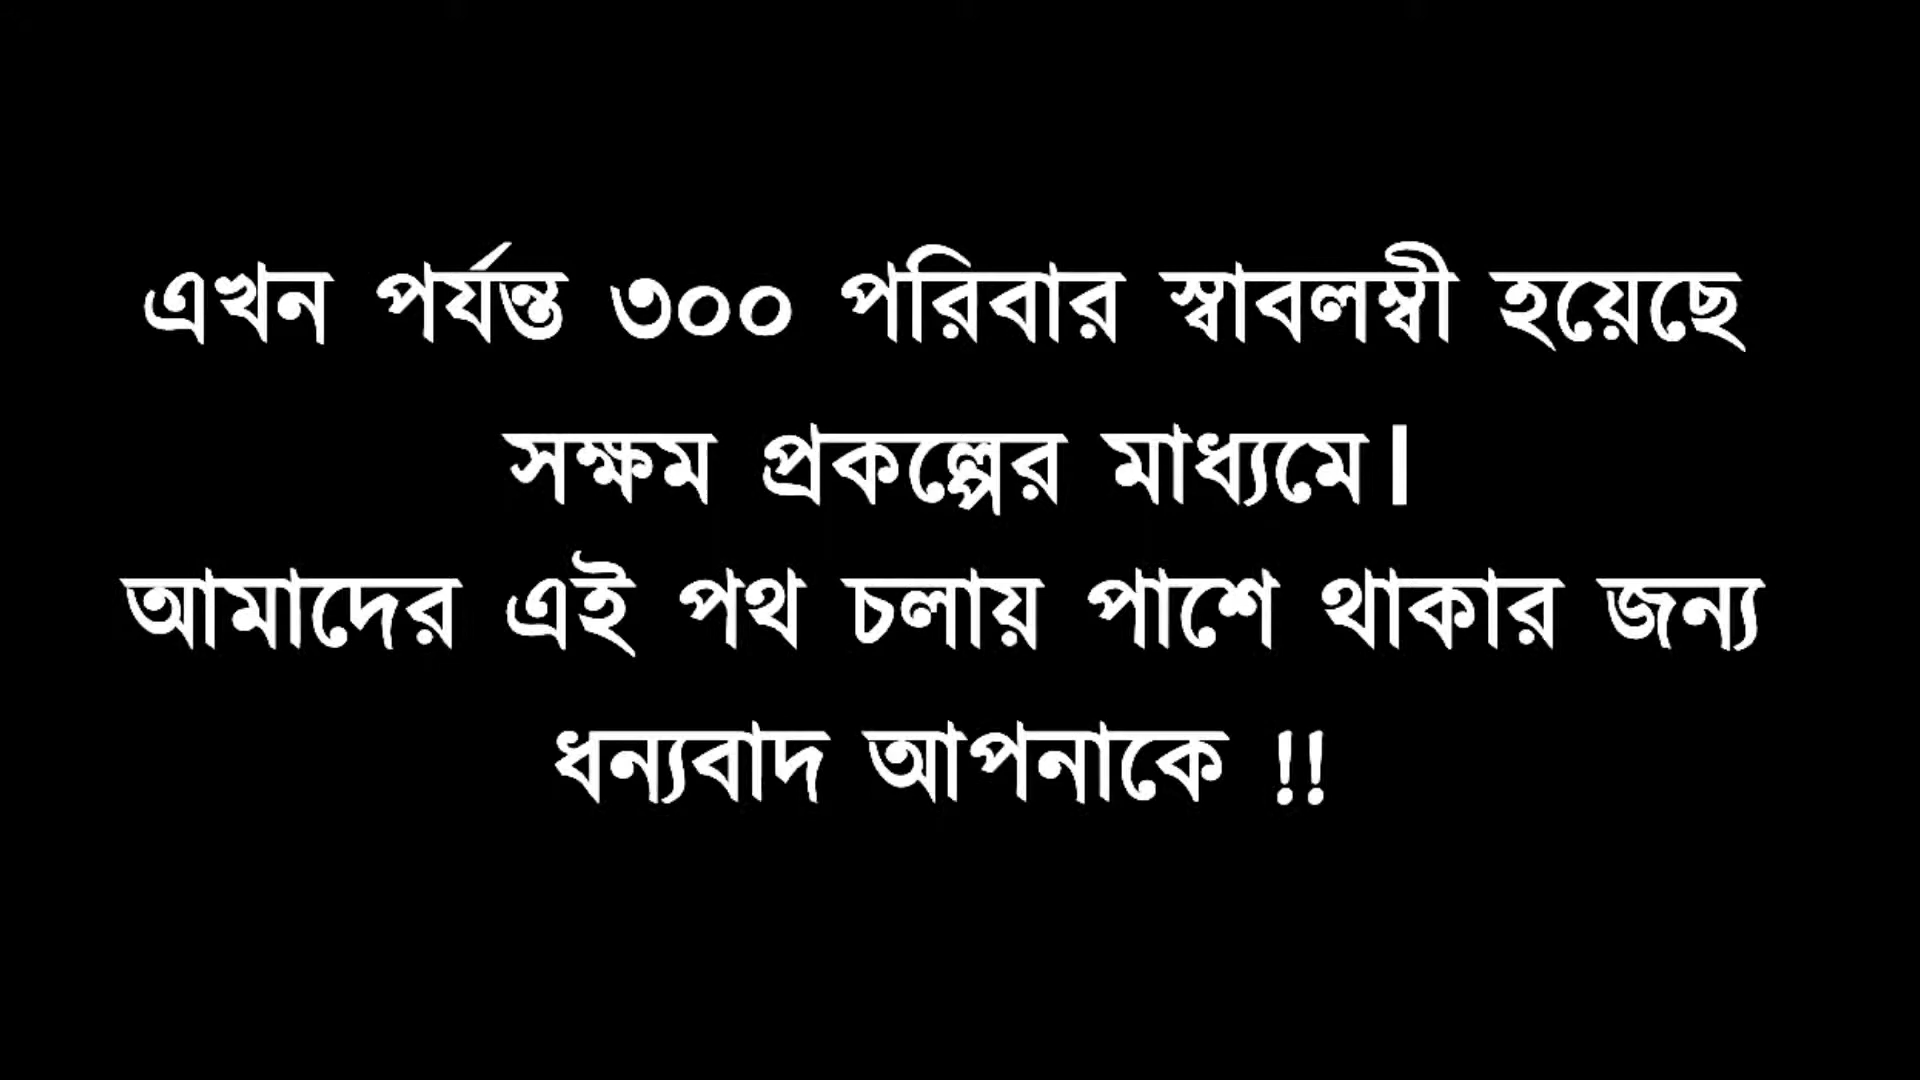 এখন পর্যন্ত ৩০০ পরিবার স্বাবলম্বী হয়েছে
সক্ষম প্রকল্পের মাধ্যমে।
আমাদের এই পথ চলায় পাশে থাকার জন্য
ধন্যবাদ আপনাকে !!